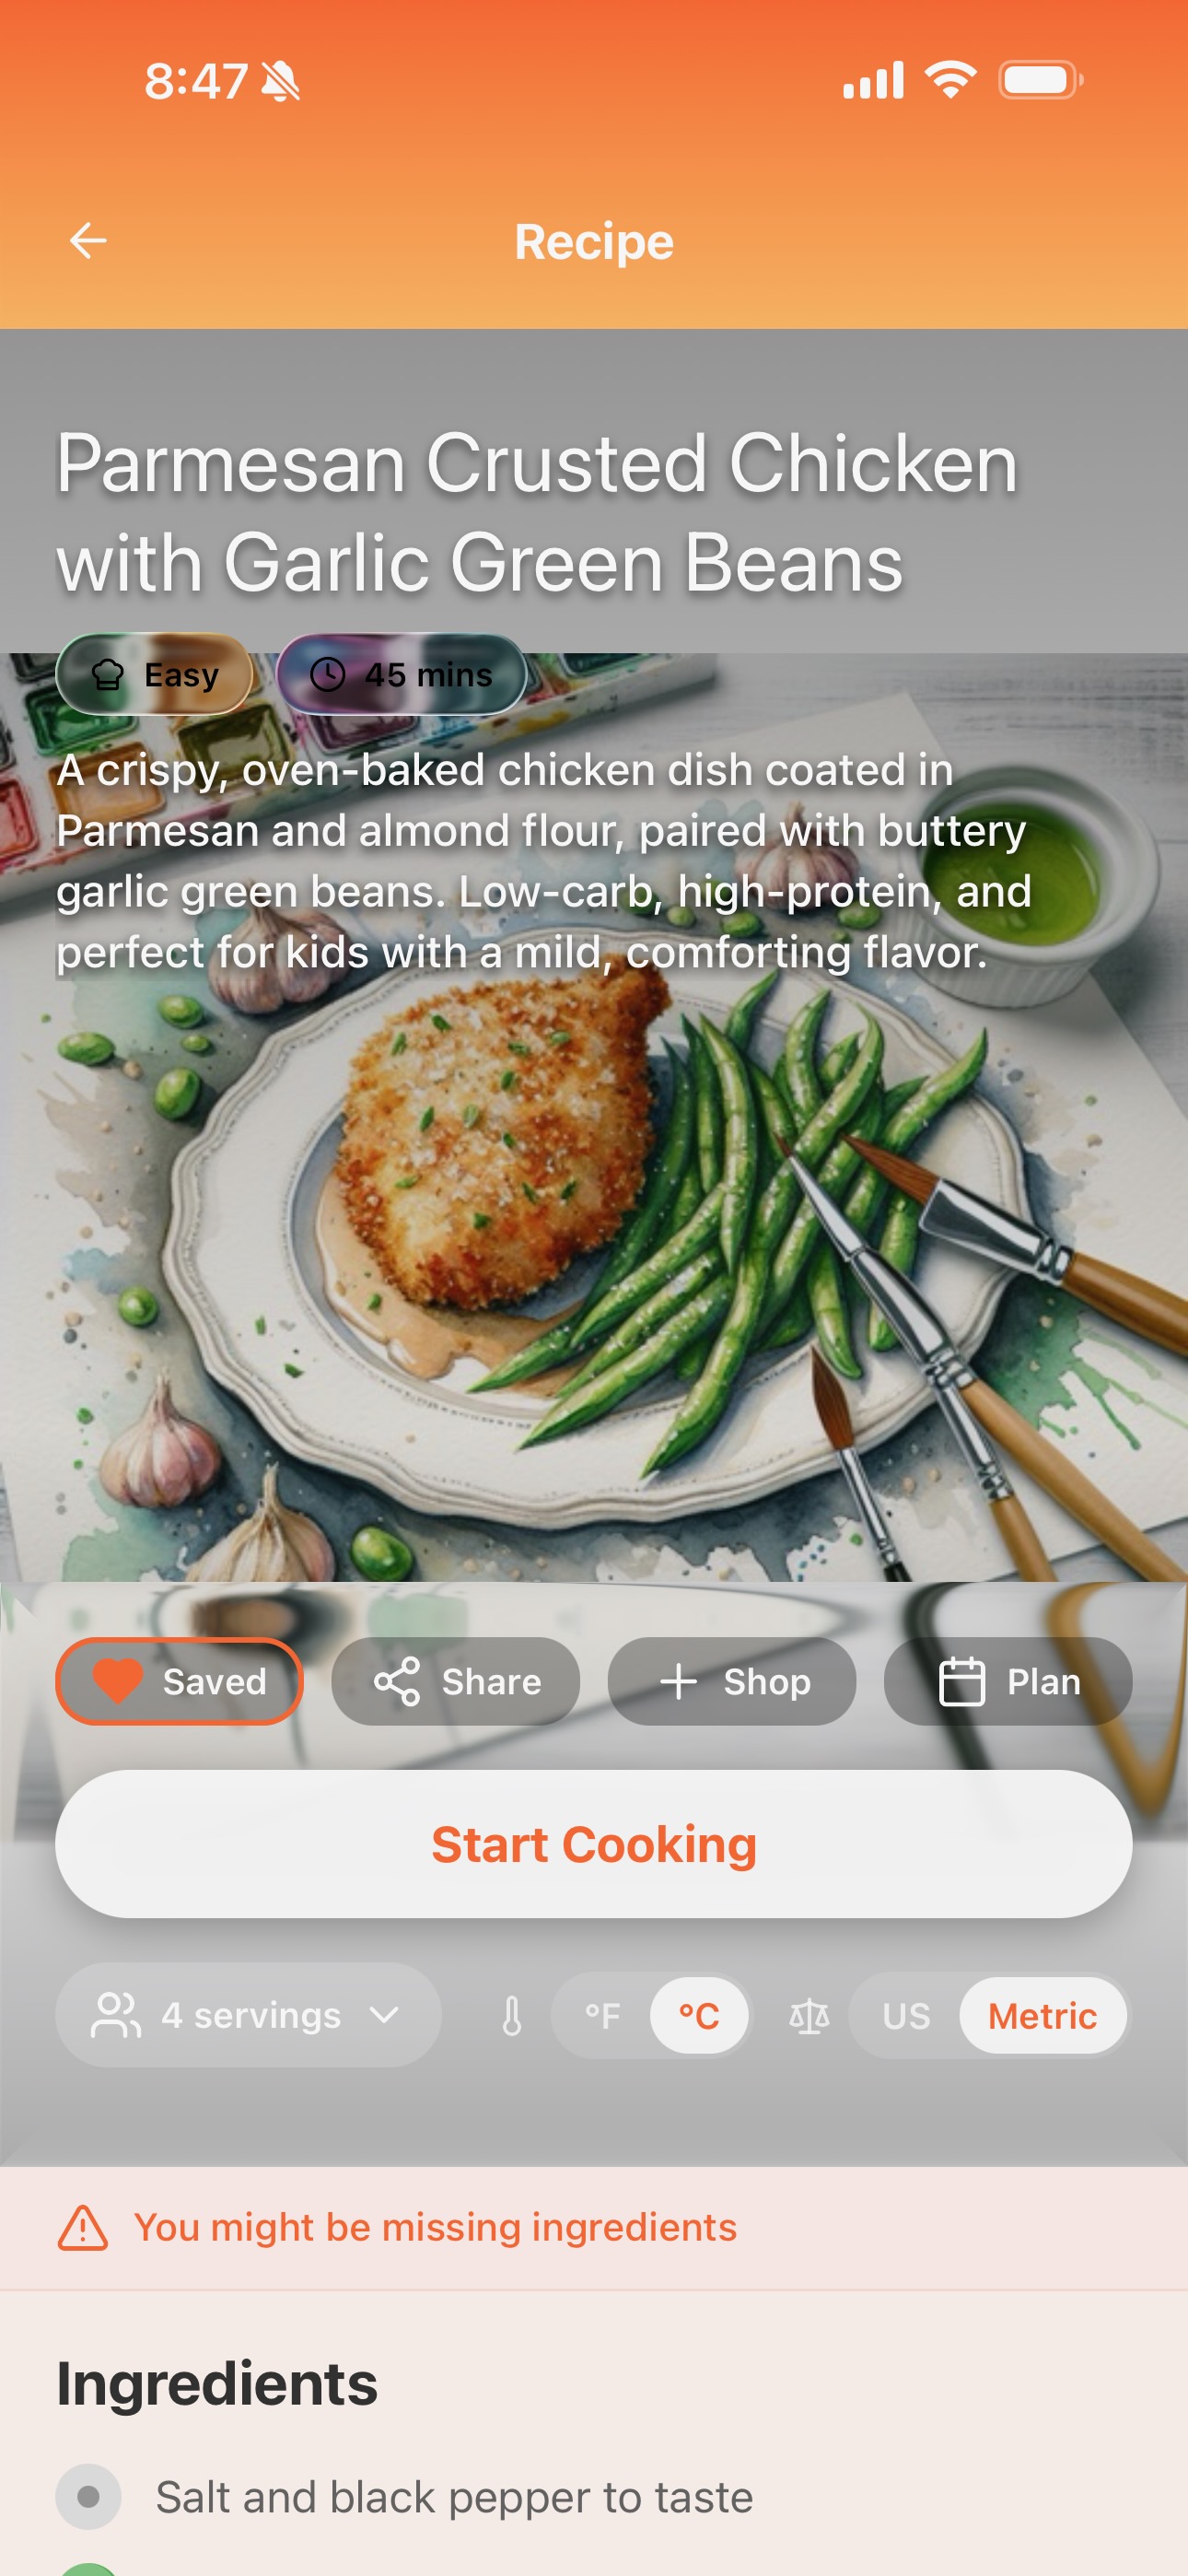 8:47
Recipe
Parmesan Crusted Chicken
with Garlic Green Beans
Easy
45 mins
A crispy, oven-baked chicken dish coated in
Parmesan and almond flour, paired with buttery
garlic green beans. Low-carb, high-protein, and
perfect for kids with a mild, comforting flavor.
Saved
Share
Shop
Plan
Start Cooking
4 servings
°F
°C
US
Metric
You might be missing ingredients
Ingredients
Salt and black pepper to taste